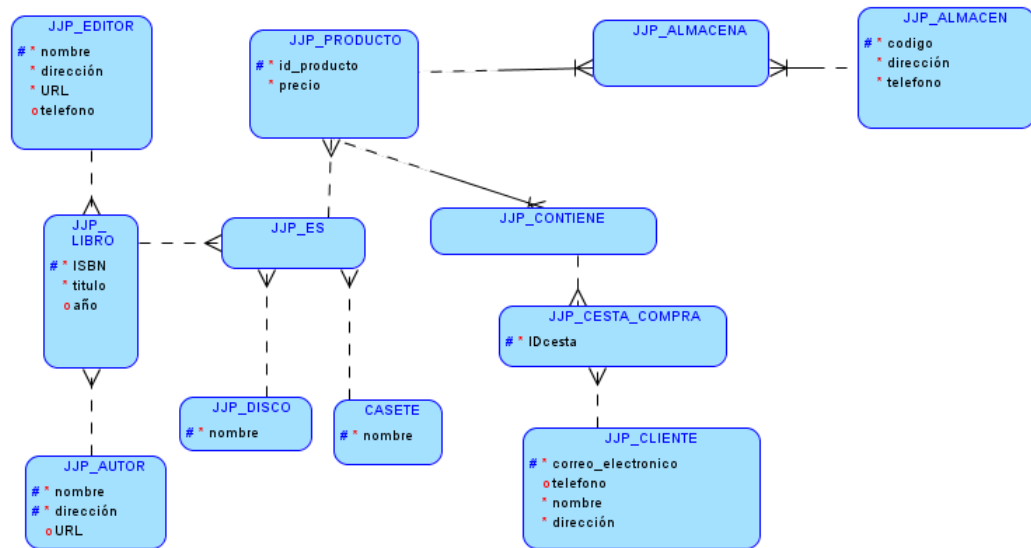 JJP_EDITOR
# * nombre
* dirección
* URL
o telefono
JJP_PRODUCTO
# * id_producto
* precio
JJP_ALMACENA
JJP_ALMACEN
# * codigo
* dirección
* telefono
JJP_
LIBRO
# * ISBN
* titulo
o año
JJP_ES
JJP_CONTIENE
JJP_CESTA_COMPRA
# * IDcesta
JJP_DISCO
# * nombre
CASETE
# * nombre
JJP_CLIENTE
# * correo_electronico
o telefono
* nombre
* dirección
JJP_AUTOR
# * nombre
# * dirección
o URL